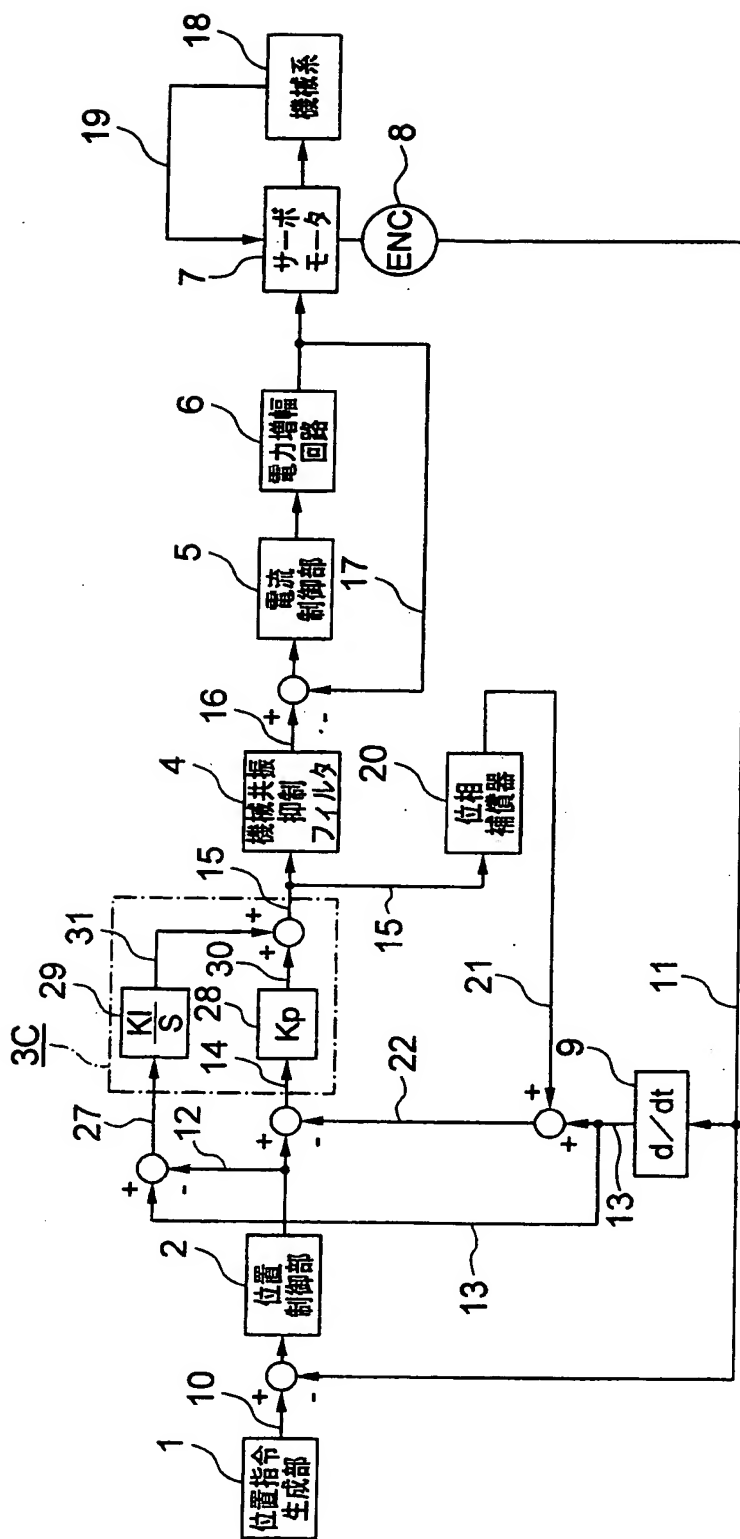 1
位置指令
生成部
10
+
-
2
位置
制御部
12
+
-
27
+
-
14
3C
29
KI
S
31
28
Kp
30
+
+
15
4
機械共振
抑制
フィルタ
16
+
-
5
電流
制御部
6
電力増幅
回路
17
7
サーボ
モータ
18
機械系
19
8
ENC
15
20
位相
補償器
21
22
+
+
9
d/dt
13
13
11